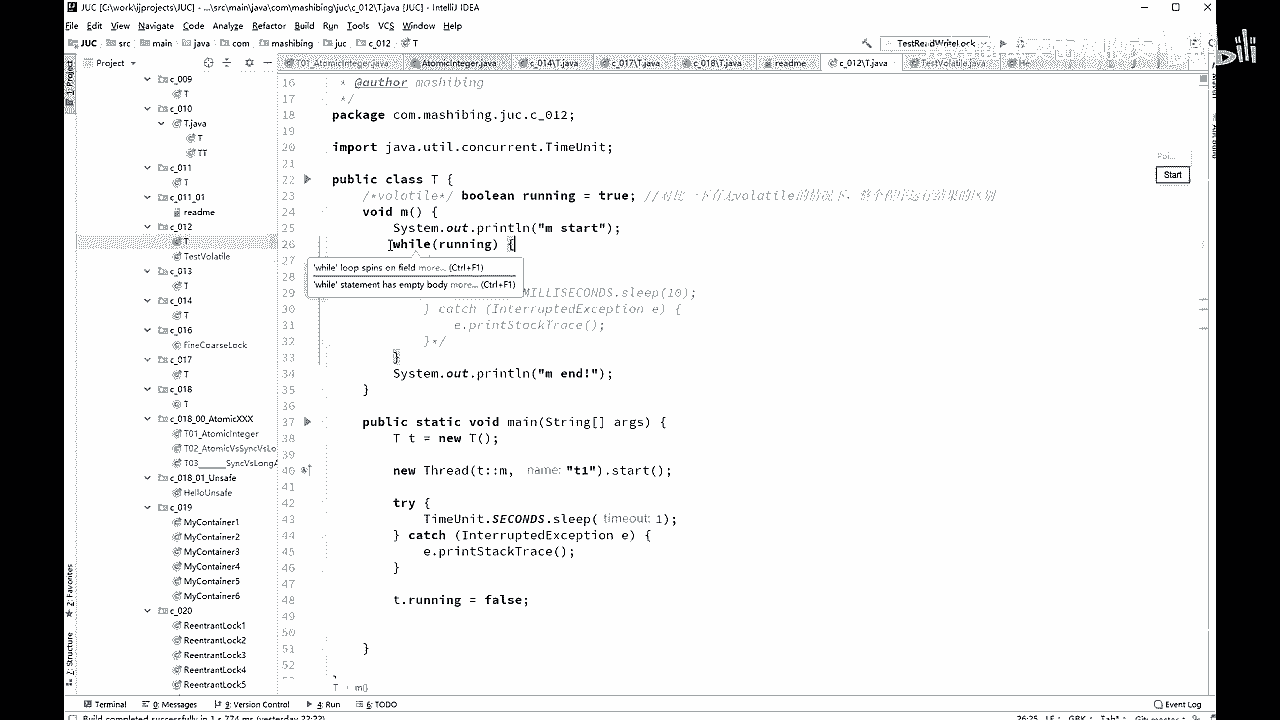 JUC [C:\work\ijprojects\JUC] - ...\src\main\java\com\mashibing\juc\c_012\T.java [JUC] - IntelliJ IDEA
File Edit View Navigate Code Analyze Refactor Build Run Tools VCS Window Help
JUC src main java com mashibing juc c_012 T
TestReadWriteLock
Project
T01_AtomicInteger.java AtomicInteger.java c_014\T.java c_017\T.java c_018\T.java readme c_012\T.java TestVolatile.java
1: Project
c_009
T
c_010
T.java
T
TT
c_011
T
c_011_01
readme
c_012
T
TestVolatile
c_013
T
c_014
T
c_016
FineCoarseLock
c_017
T
c_018
T
c_018_00_AtomicXXX
T01_AtomicInteger
T02_AtomicVsSyncVsLo
T03_____SyncVsLongA
c_018_01_Unsafe
HelloUnsafe
c_019
MyContainer1
MyContainer2
MyContainer3
MyContainer4
MyContainer5
MyContainer6
c_020
ReentrantLock1
ReentrantLock2
ReentrantLock3
ReentrantLock4
ReentrantLock5
2: Favorites
7: Structure
16 * @author mashibing
17 */
18 package com.mashibing.juc.c_012;
19
20 import java.util.concurrent.TimeUnit;
21
22 public class T {
23 /*volatile*/ boolean running = true; //对比一下有无volatile的情况下，整个程序运行结果的区别
24 void m() {
25 System.out.println("m start");
26 while(running) {
27
'while' loop spins on field more... (Ctrl+F1)
28
'while' statement has empty body more... (Ctrl+F1)
29 MILLISECONDS.sleep(10);
30 } catch (InterruptedException e) {
31 e.printStackTrace();
32 }*/
33 }
34 System.out.println("m end!");
35 }
36
37 public static void main(String[] args) {
38 T t = new T();
39
40 new Thread(t::m, name: "t1").start();
41
42 try {
43 TimeUnit.SECONDS.sleep( timeout: 1);
44 } catch (InterruptedException e) {
45 e.printStackTrace();
46 }
47
48 t.running = false;
49
50
51 }
52
T m()
Poi...
Start
Terminal 0: Messages 9: Version Control 4: Run 6: TODO
Event Log
Build completed successfully in 1 s 774 ms (yesterday 22:22)
26:25 LF GBK